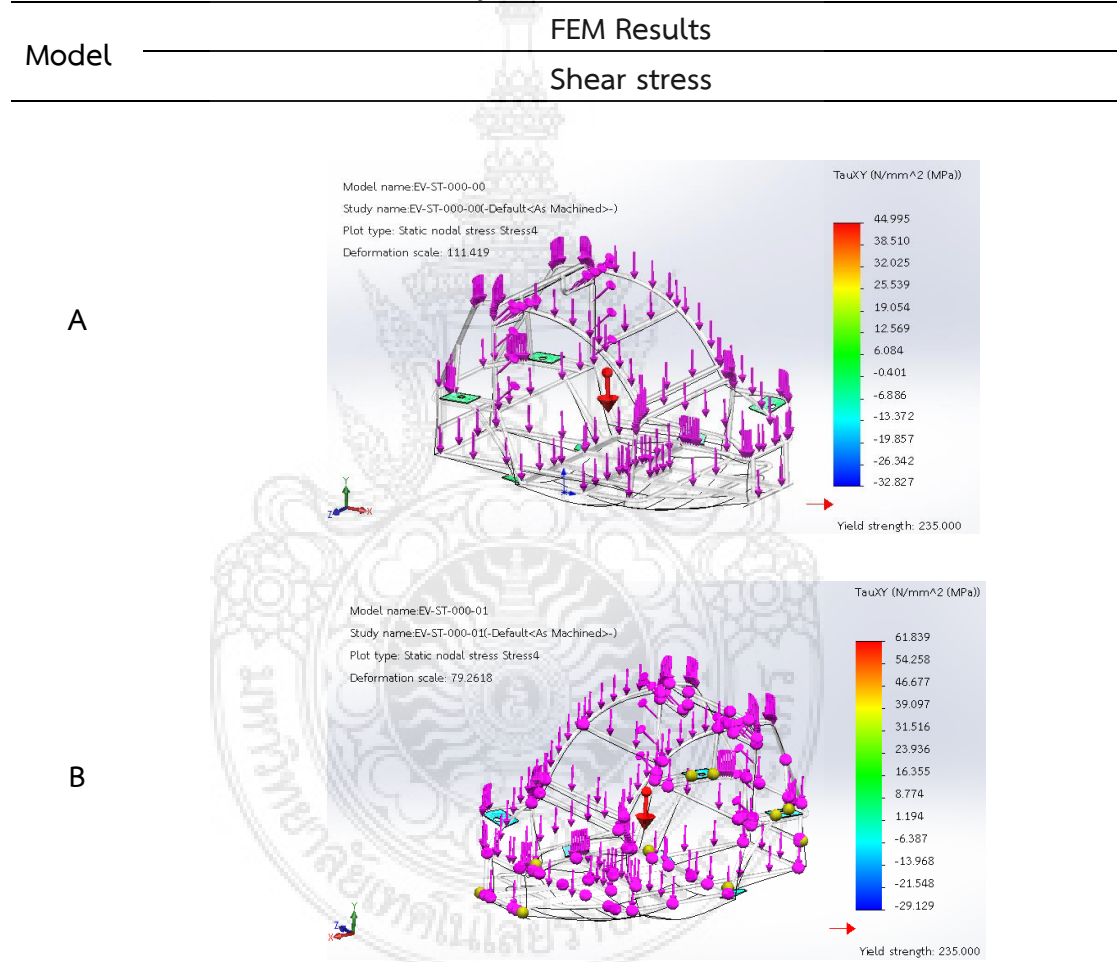 Model
FEM Results
Shear stress
A
Model name:EV-ST-000-00
Study name:EV-ST-000-00(-Default<As Machined>-)
Plot type: Static nodal stress Stress4
Deformation scale: 111.419
TauXY (N/mm^2 (MPa))
44.995
38.510
32.025
25.539
19.054
12.569
6.084
-0.401
-6.886
-13.372
-19.857
-26.342
-32.827
Yield strength: 235.000
Y
Z
X
B
Model name:EV-ST-000-01
Study name:EV-ST-000-01(-Default<As Machined>-)
Plot type: Static nodal stress Stress4
Deformation scale: 79.2618
TauXY (N/mm^2 (MPa))
61.839
54.258
46.677
39.097
31.516
23.936
16.355
8.774
1.194
-6.387
-13.968
-21.548
-29.129
Yield strength: 235.000
Y
Z
X